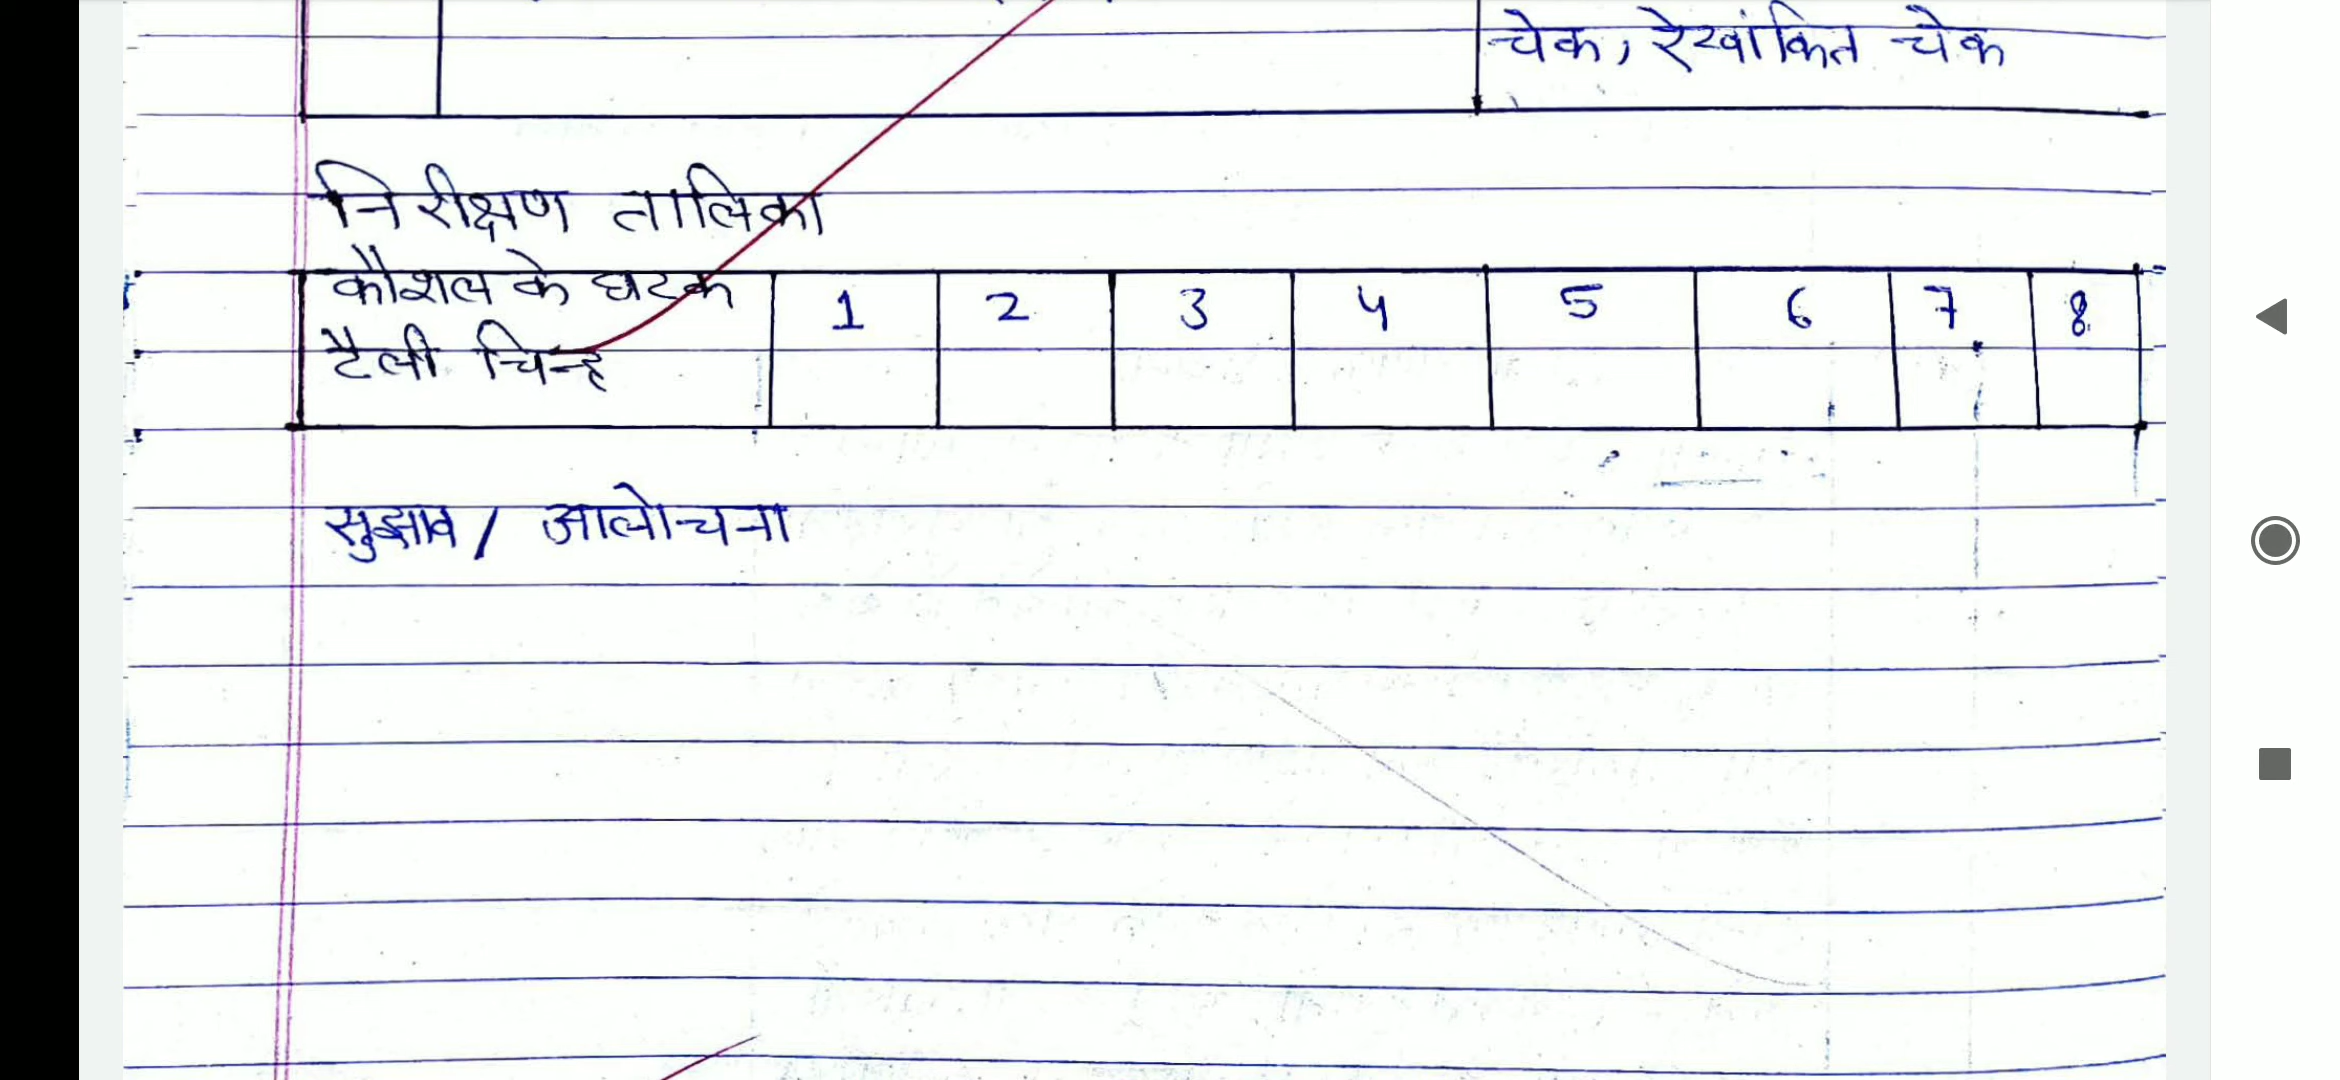 चेक, रेखांकित चेक
निरीक्षण तालिका
कौशल के घटक 1 2 3 4 5 6 7 8
टैली चिन्ह
सुझाव / आलोचना